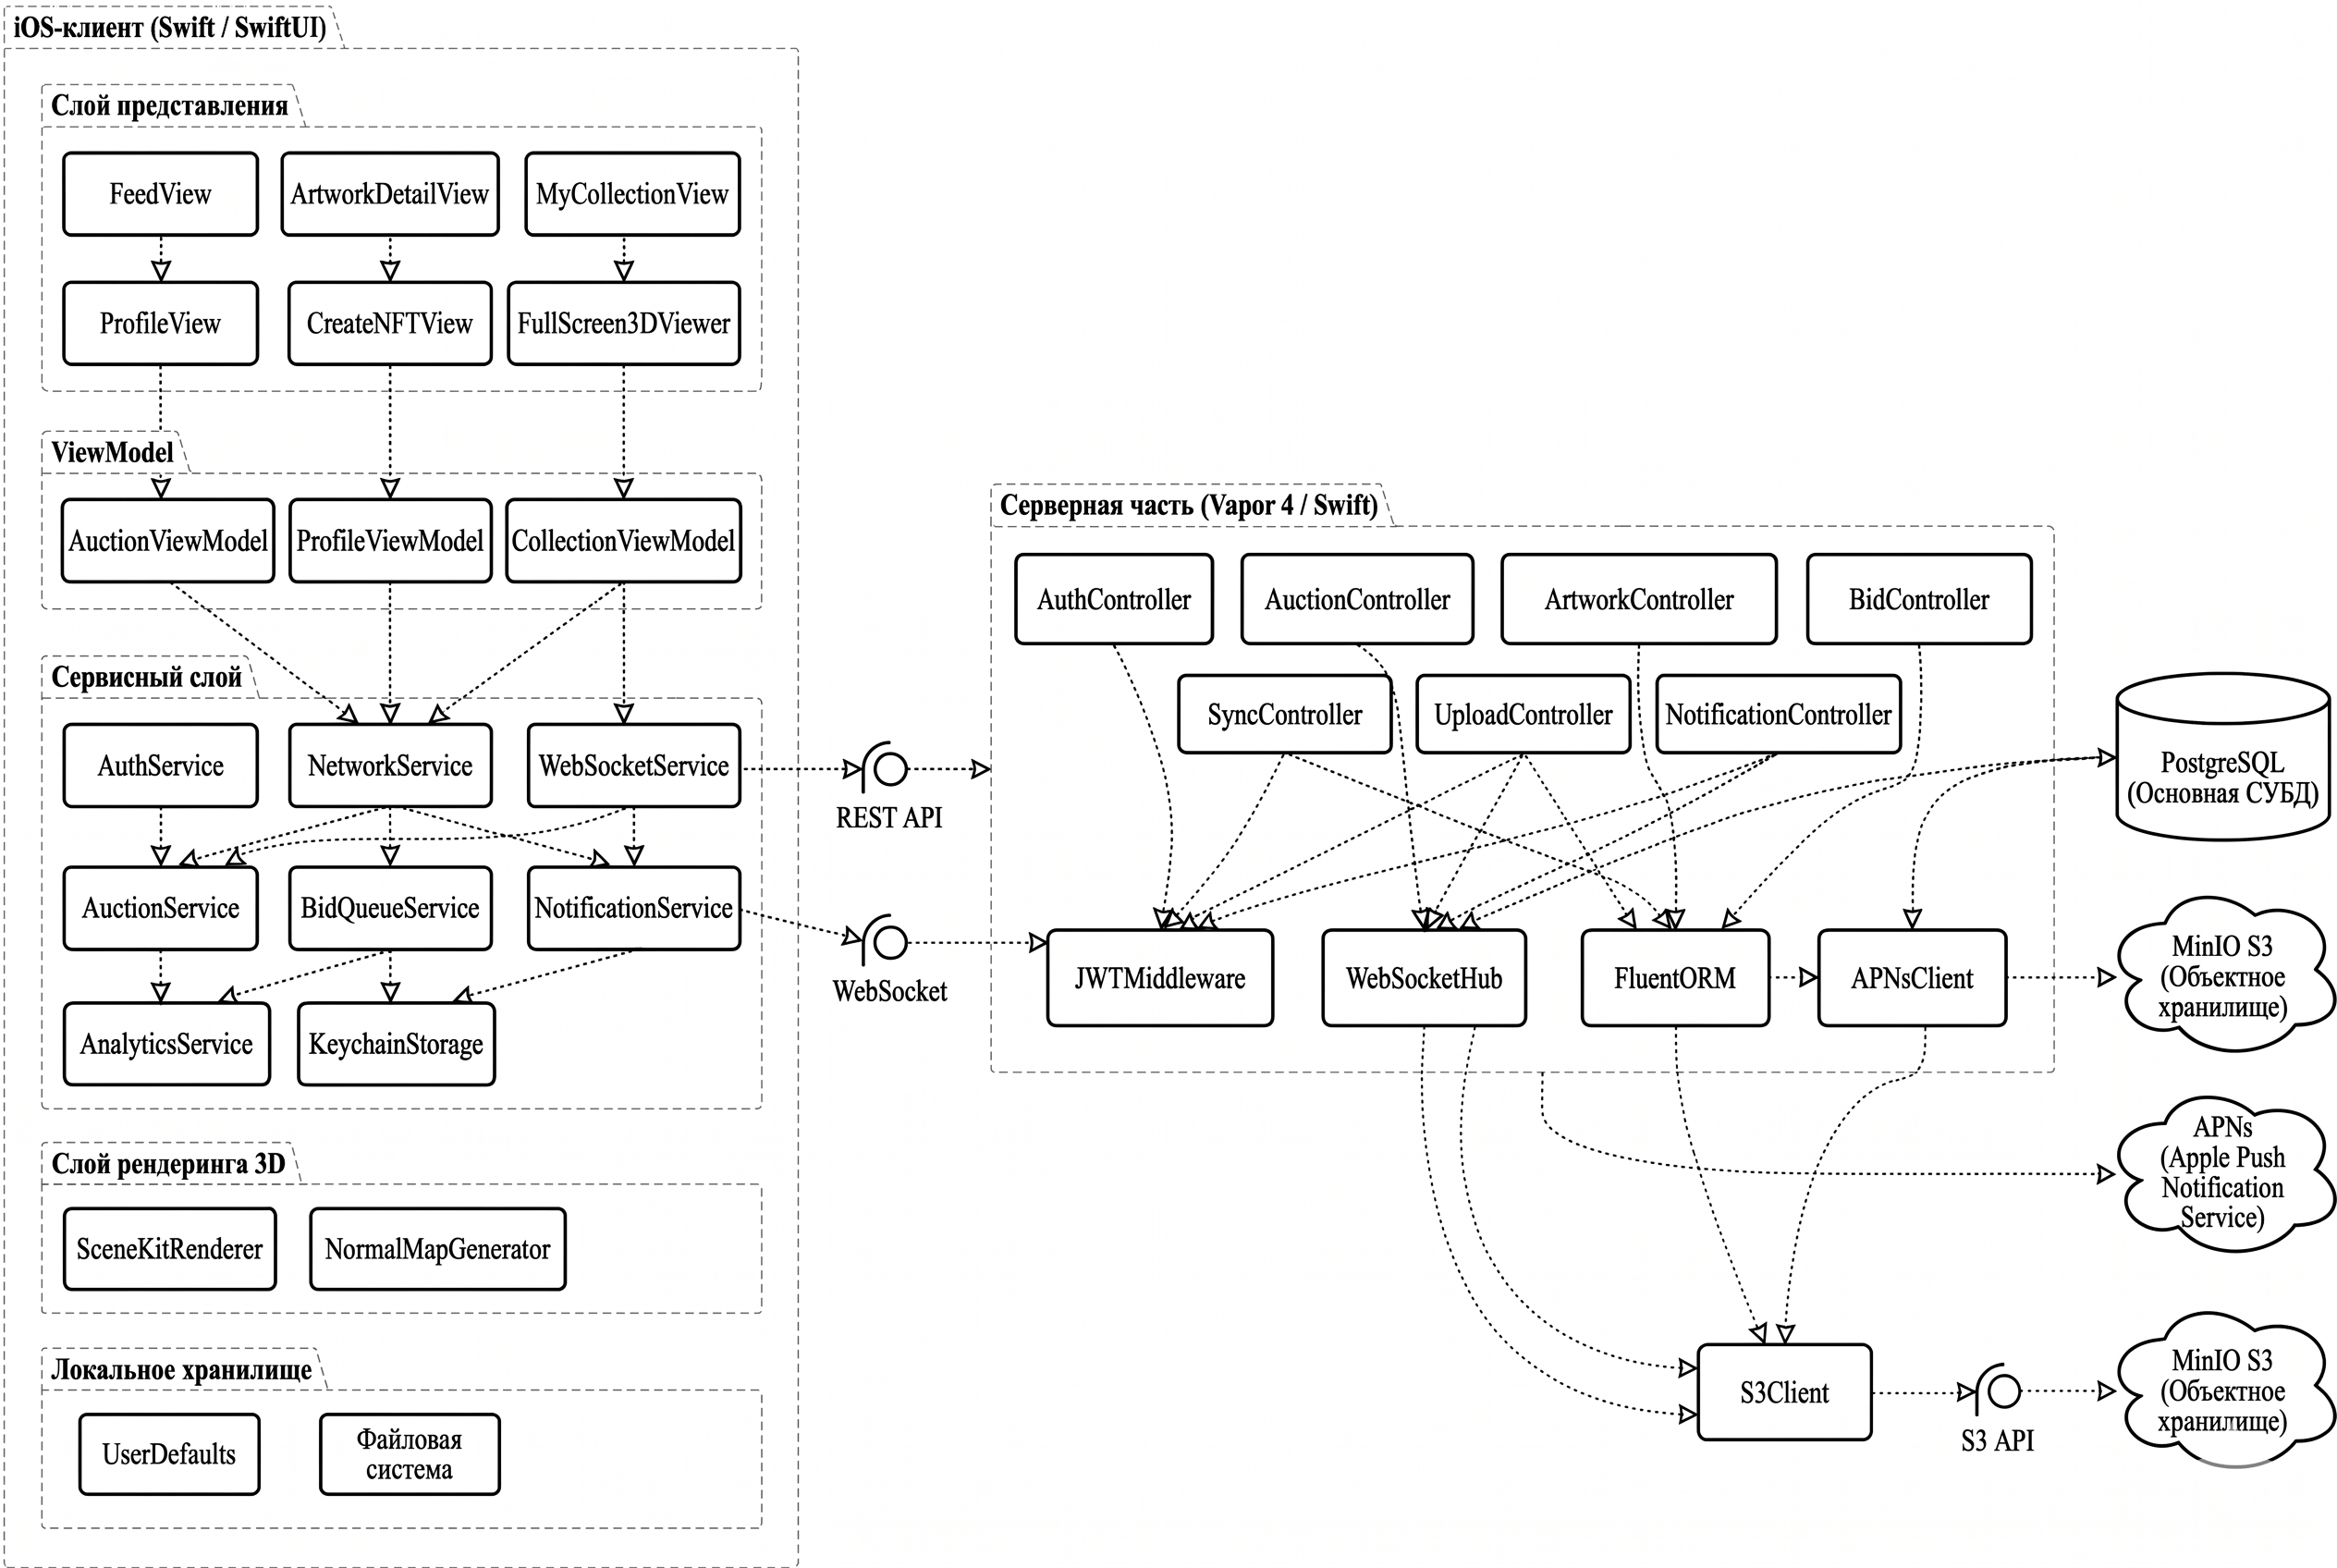 iOS-клиент (Swift / SwiftUI)
Слой представления
FeedView
ArtworkDetailView
MyCollectionView
ProfileView
CreateNFTView
FullScreen3DViewer
ViewModel
AuctionViewModel
ProfileViewModel
CollectionViewModel
Сервисный слой
AuthService
NetworkService
WebSocketService
AuctionService
BidQueueService
NotificationService
AnalyticsService
KeychainStorage
Слой рендеринга 3D
SceneKitRenderer
NormalMapGenerator
Локальное хранилище
UserDefaults
Файловая
система
REST API
WebSocket
Серверная часть (Vapor 4 / Swift)
AuthController
AuctionController
ArtworkController
BidController
SyncController
UploadController
NotificationController
JWTMiddleware
WebSocketHub
FluentORM
APNsClient
S3Client
S3 API
PostgreSQL
(Основная СУБД)
MinIO S3
(Объектное
хранилище)
APNs
(Apple Push
Notification
Service)
MinIO S3
(Объектное
хранилище)